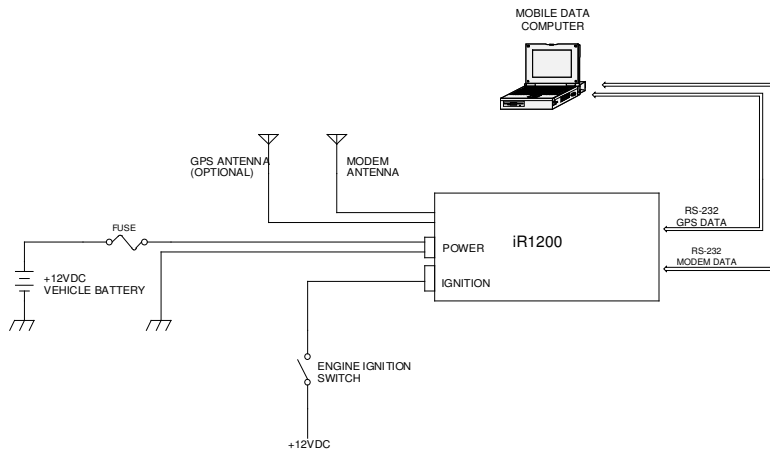 MOBILE DATA
COMPUTER
GPS ANTENNA
(OPTIONAL)
MODEM
ANTENNA
FUSE
POWER
iR1200
RS-232
GPS DATA
RS-232
MODEM DATA
+12VDC
VEHICLE BATTERY
IGNITION
ENGINE IGNITION
SWITCH
+12VDC